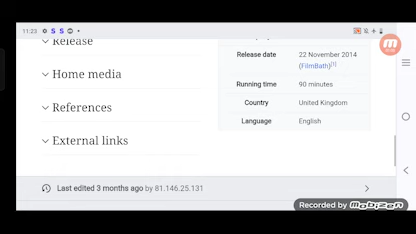 11:23
Release
Home media
References
External links
Release date 22 November 2014
(FilmBath)[1]
Running time 90 minutes
Country United Kingdom
Language English
Last edited 3 months ago by 81.146.25.131
Recorded by Mobizen